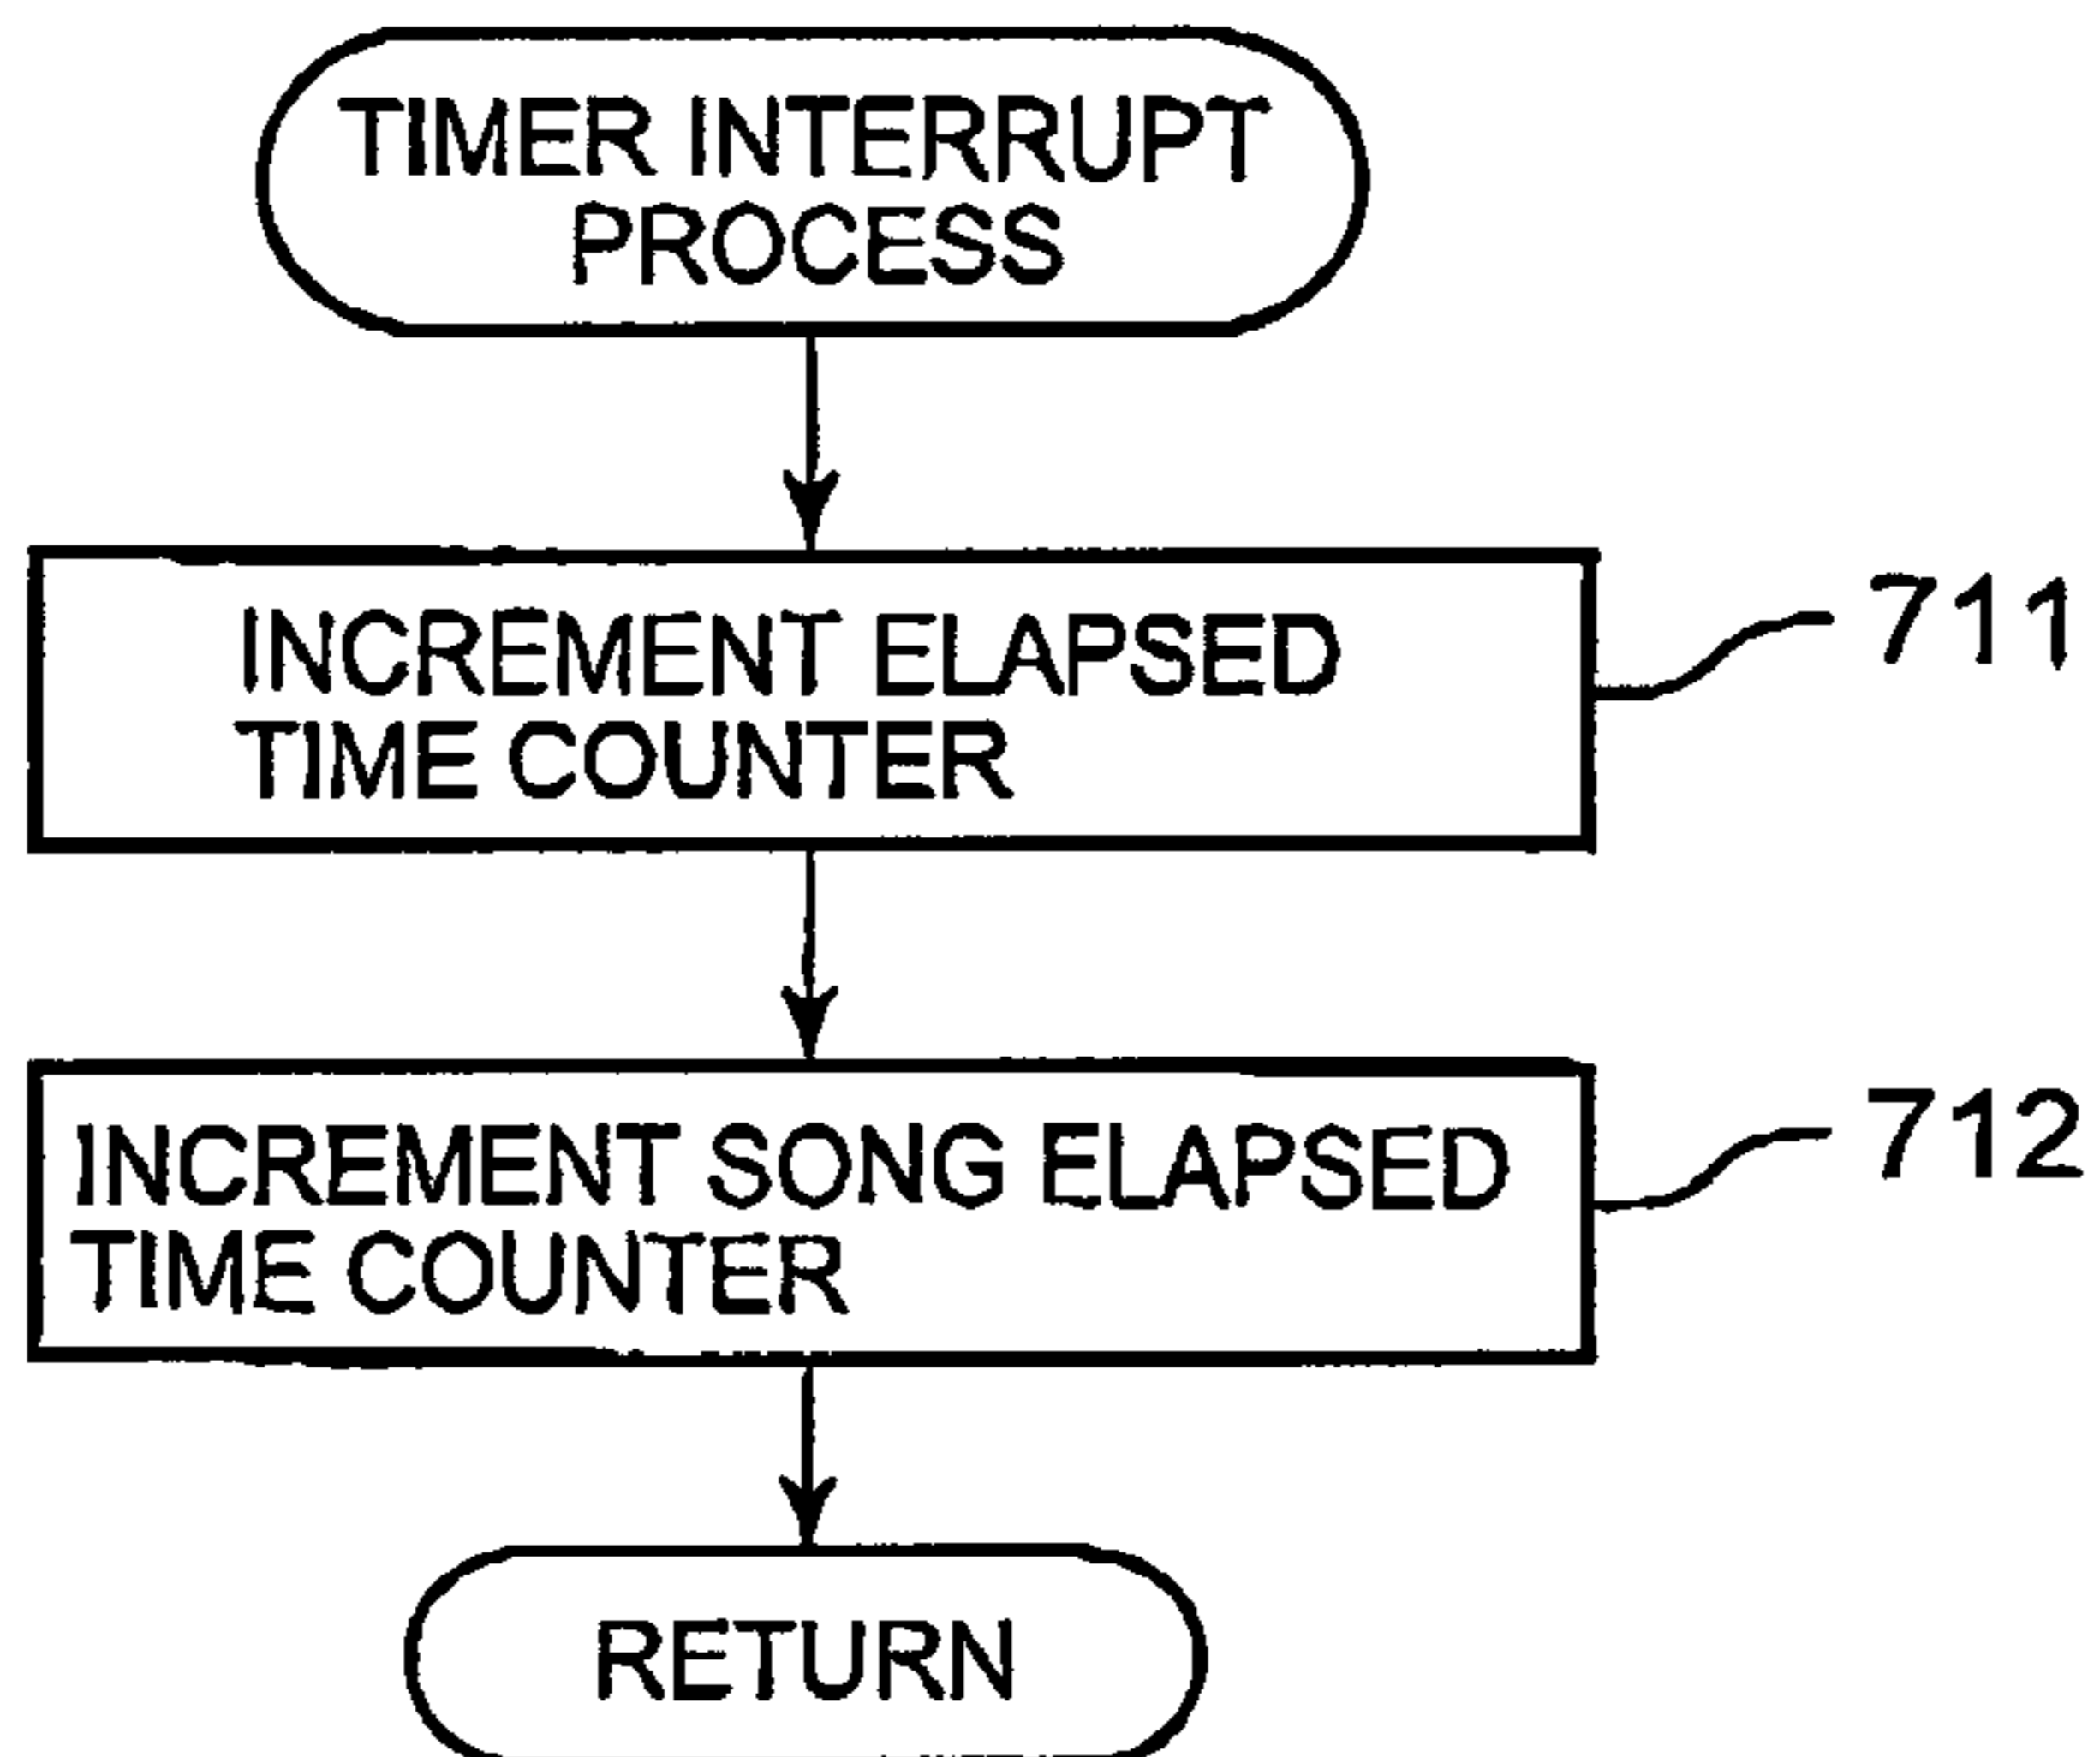 TIMER INTERRUPT
PROCESS
INCREMENT ELAPSED
TIME COUNTER
711
INCREMENT SONG ELAPSED
TIME COUNTER
712
RETURN